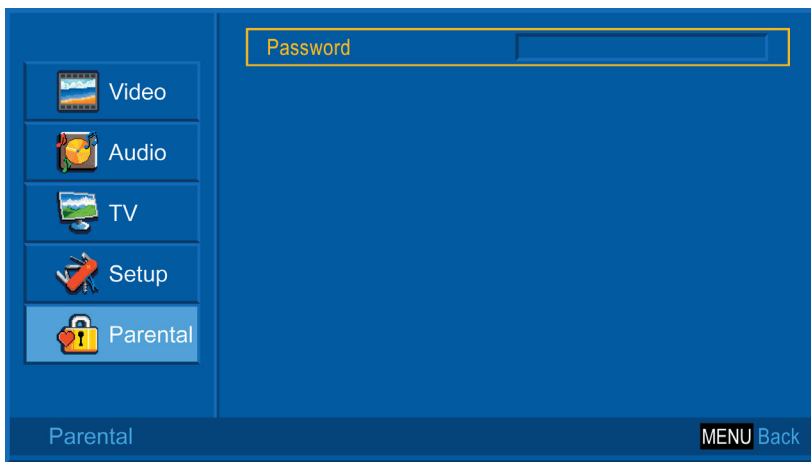 Password
Video
Audio
TV
Setup
Parental
Parental
MENU Back